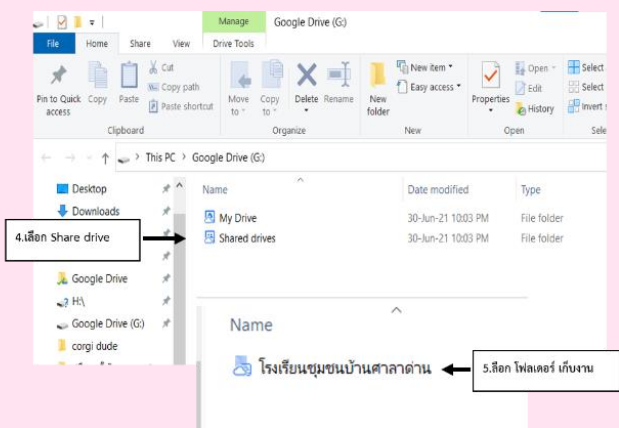 Manage
Google Drive (G:)
File
Home
Share
View
Drive Tools
Pin to Quick access
Copy
Paste
Cut
Copy path
Paste shortcut
Move to
Copy to
Delete
Rename
New folder
New item
Easy access
Properties
Open
Edit
History
Select
Select
Invert
Clipboard
Organize
New
Open
Sele
This PC > Google Drive (G:)
Desktop
Downloads
Google Drive
H:\
Google Drive (G:)
corgi dude
Name
Date modified
Type
My Drive
30-Jun-21 10:03 PM
File folder
Shared drives
30-Jun-21 10:03 PM
File folder
4.เลือก Share drive
Name
โรงเรียนชุมชนบ้านศาลาด่าน
5.ลือก โฟลเดอร์ เก็บงาน